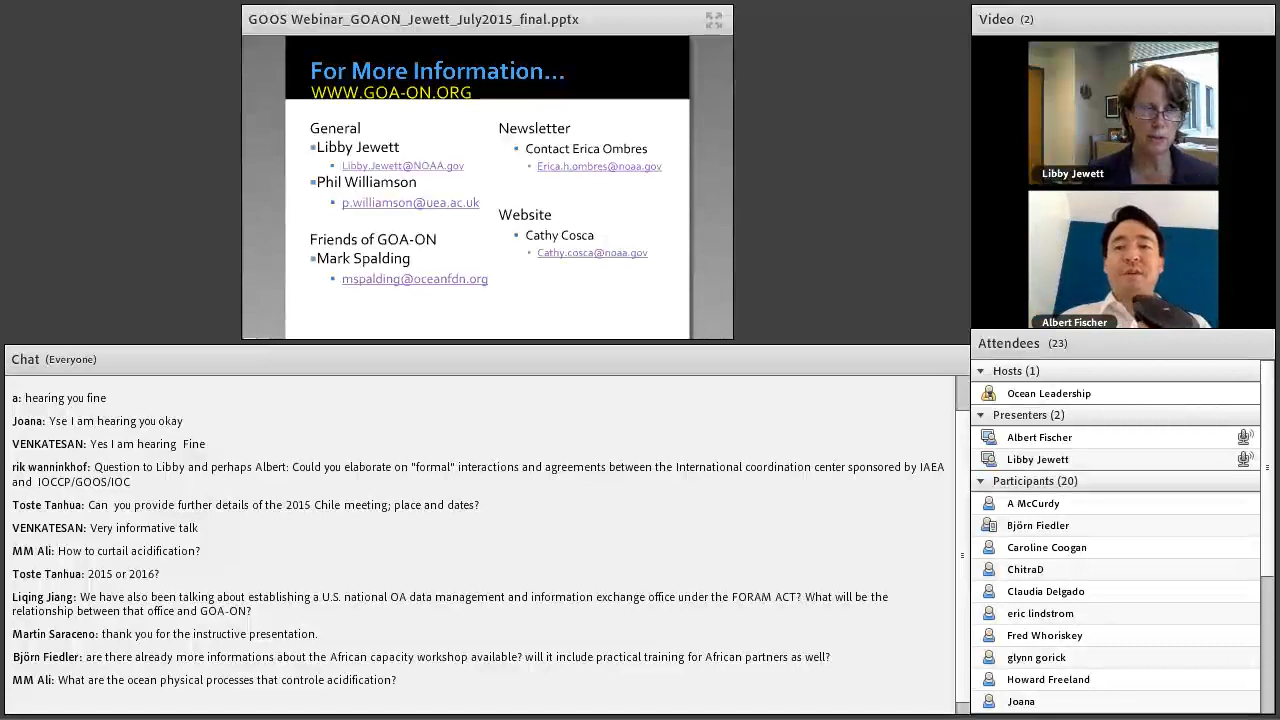 GOOS Webinar_GOAON_Jewett_July2015_final.pptx
For More Information...
WWW.GOA-ON.ORG
General
Libby Jewett
Libby.Jewett@NOAA.gov
Phil Williamson
p.williamson@uea.ac.uk
Friends of GOA-ON
Mark Spalding
mspalding@oceanfdn.org
Newsletter
Contact Erica Ombres
Erica.h.ombres@noaa.gov
Website
Cathy Cosca
Cathy.cosca@noaa.gov
Video (2)
Libby Jewett
Albert Fischer
Chat (Everyone)
a: hearing you fine
Joana: Yse I am hearing you okay
VENKATESAN: Yes I am hearing Fine
rik wanninkhof: Question to Libby and perhaps Albert: Could you elaborate on "formal" interactions and agreements between the International coordination center sponsored by IAEA
and IOCCP/GOOS/IOC
Toste Tanhua: Can you provide further details of the 2015 Chile meeting; place and dates?
VENKATESAN: Very informative talk
MM Ali: How to curtail acidification?
Toste Tanhua: 2015 or 2016?
Liqing Jiang: We have also been talking about establishing a U.S. national OA data management and information exchange office under the FORAM ACT? What will be the
relationship between that office and GOA-ON?
Martin Saraceno: thank you for the instructive presentation.
Björn Fiedler: are there already more informations about the African capacity workshop available? will it include practical training for African partners as well?
MM Ali: What are the ocean physical processes that controle acidification?
Attendees (23)
Hosts (1)
Ocean Leadership
Presenters (2)
Albert Fischer
Libby Jewett
Participants (20)
A McCurdy
Björn Fiedler
Caroline Coogan
ChitraD
Claudia Delgado
eric lindstrom
Fred Whoriskey
glynn gorick
Howard Freeland
Joana